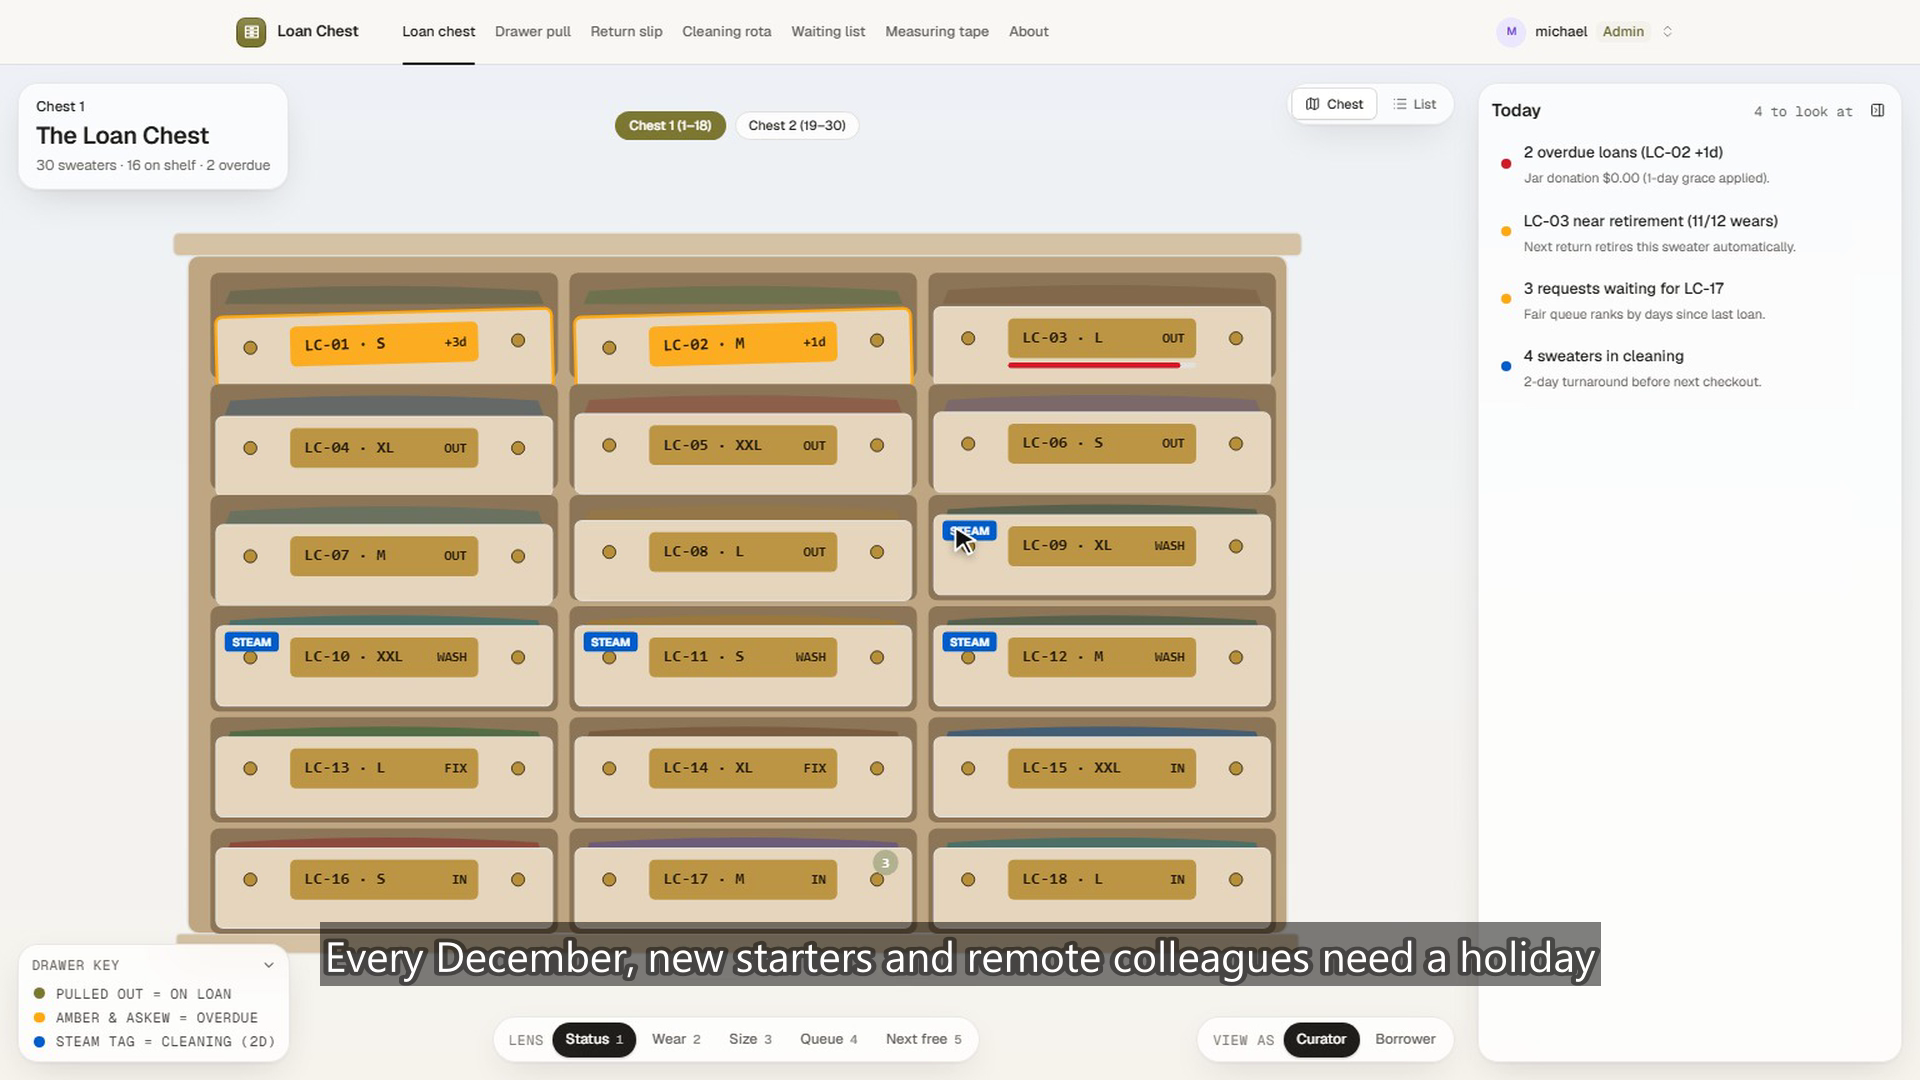 Loan Chest
Loan chest
Drawer pull
Return slip
Cleaning rota
Waiting list
Measuring tape
About
M
michael
Admin
Chest 1
The Loan Chest
30 sweaters · 16 on shelf · 2 overdue
Chest 1 (1–18)
Chest 2 (19–30)
Chest
List
Today
4 to look at
2 overdue loans (LC-02 +1d)
Jar donation $0.00 (1-day grace applied).
LC-03 near retirement (11/12 wears)
Next return retires this sweater automatically.
3 requests waiting for LC-17
Fair queue ranks by days since last loan.
4 sweaters in cleaning
2-day turnaround before next checkout.
LC-01 · S +3d
LC-02 · M +1d
LC-03 · L OUT
LC-04 · XL OUT
LC-05 · XXL OUT
LC-06 · S OUT
LC-07 · M OUT
LC-08 · L OUT
STEAM
LC-09 · XL WASH
STEAM
LC-10 · XXL WASH
STEAM
LC-11 · S WASH
STEAM
LC-12 · M WASH
LC-13 · L FIX
LC-14 · XL FIX
LC-15 · XXL IN
LC-16 · S IN
LC-17 · M IN
3
LC-18 · L IN
Every December, new starters and remote colleagues need a holiday
DRAWER KEY
PULLED OUT = ON LOAN
AMBER & ASKEW = OVERDUE
STEAM TAG = CLEANING (2D)
LENS
Status 1
Wear 2
Size 3
Queue 4
Next free 5
VIEW AS
Curator
Borrower